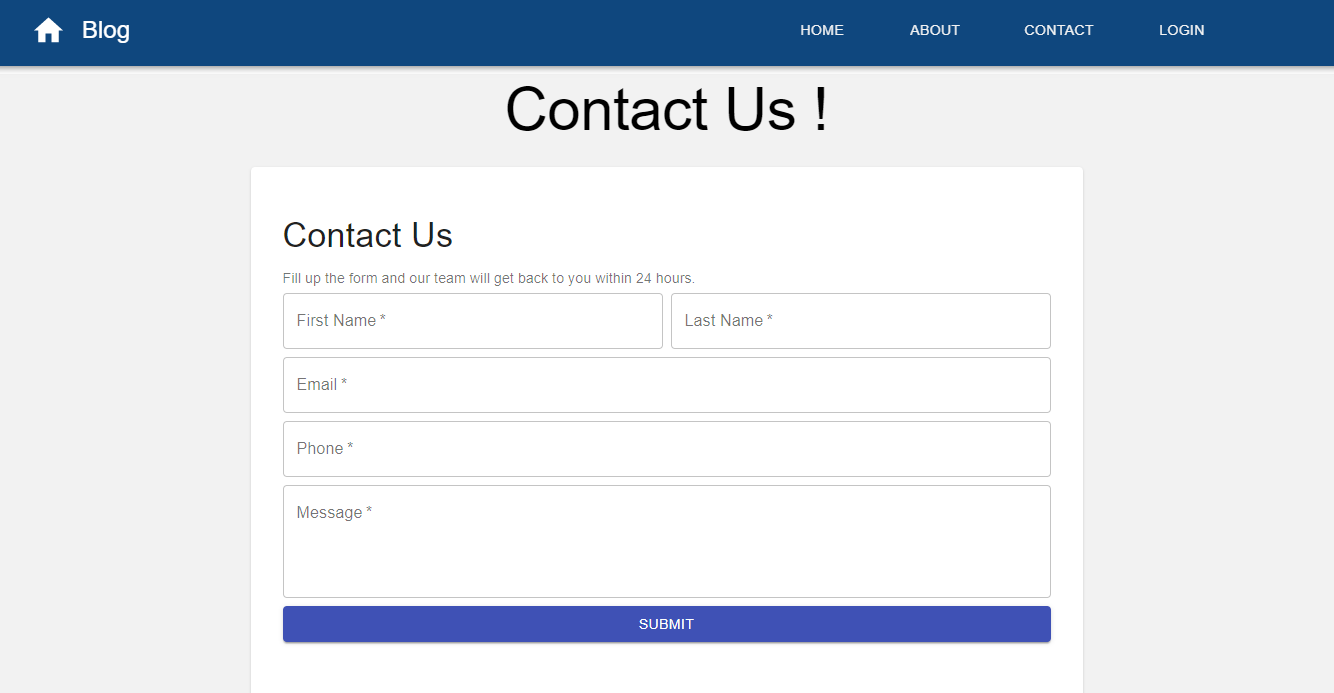 Blog HOME ABOUT CONTACT LOGIN
Contact Us !
Contact Us
Fill up the form and our team will get back to you within 24 hours.
First Name * Last Name *
Email *
Phone *
Message *
SUBMIT